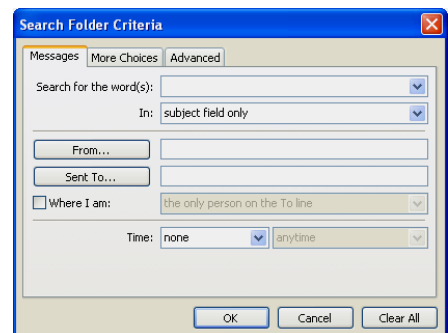 Search Folder Criteria
Messages More Choices Advanced
Search for the word(s):
In: subject field only
From...
Sent To...
Where I am: the only person on the To line
Time: none anytime
OK Cancel Clear All